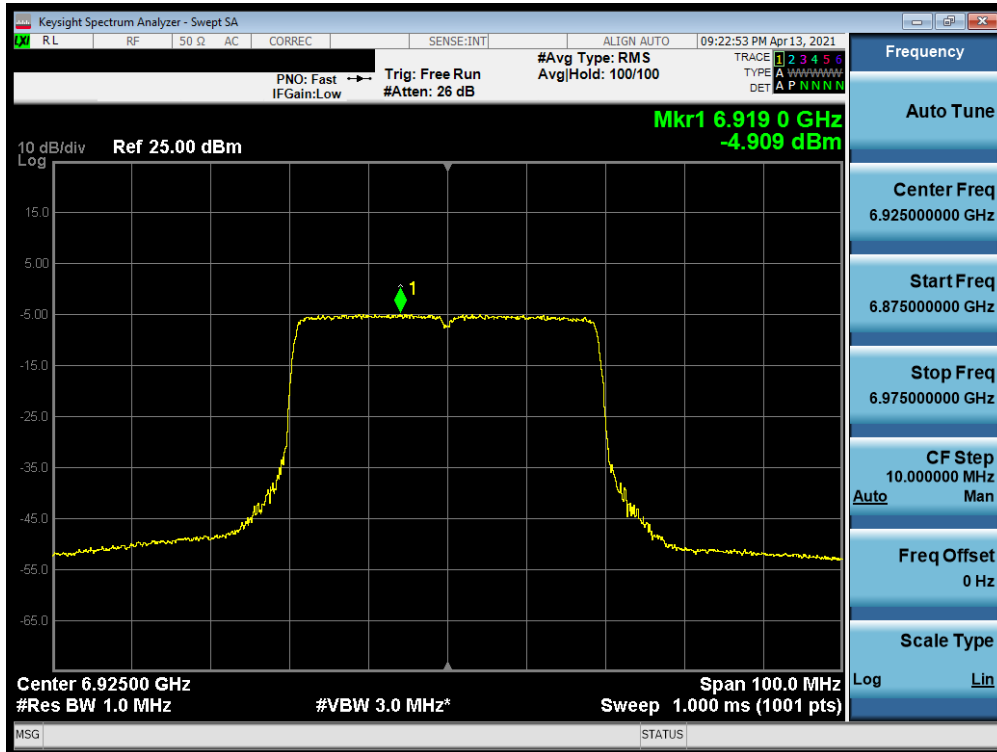 Keysight Spectrum Analyzer - Swept SA
LXI RL RF 50 Ω AC CORREC SENSE:INT ALIGN AUTO 09:22:53 PM Apr 13, 2021
Frequency
PNO: Fast Trig: Free Run #Avg Type: RMS TRACE 1 2 3 4 5 6
IFGain:Low #Atten: 26 dB Avg|Hold: 100/100 TYPE A WWWWW
DET A P N N N N
Mkr1 6.919 0 GHz
-4.909 dBm
10 dB/div Ref 25.00 dBm
Log
15.0
5.00
-5.00
-15.0
-25.0
-35.0
-45.0
-55.0
-65.0
1
Center 6.92500 GHz Span 100.0 MHz
#Res BW 1.0 MHz #VBW 3.0 MHz* Sweep 1.000 ms (1001 pts)
Auto Tune
Center Freq
6.925000000 GHz
Start Freq
6.875000000 GHz
Stop Freq
6.975000000 GHz
CF Step
10.000000 MHz
Auto Man
Freq Offset
0 Hz
Scale Type
Log Lin
MSG STATUS